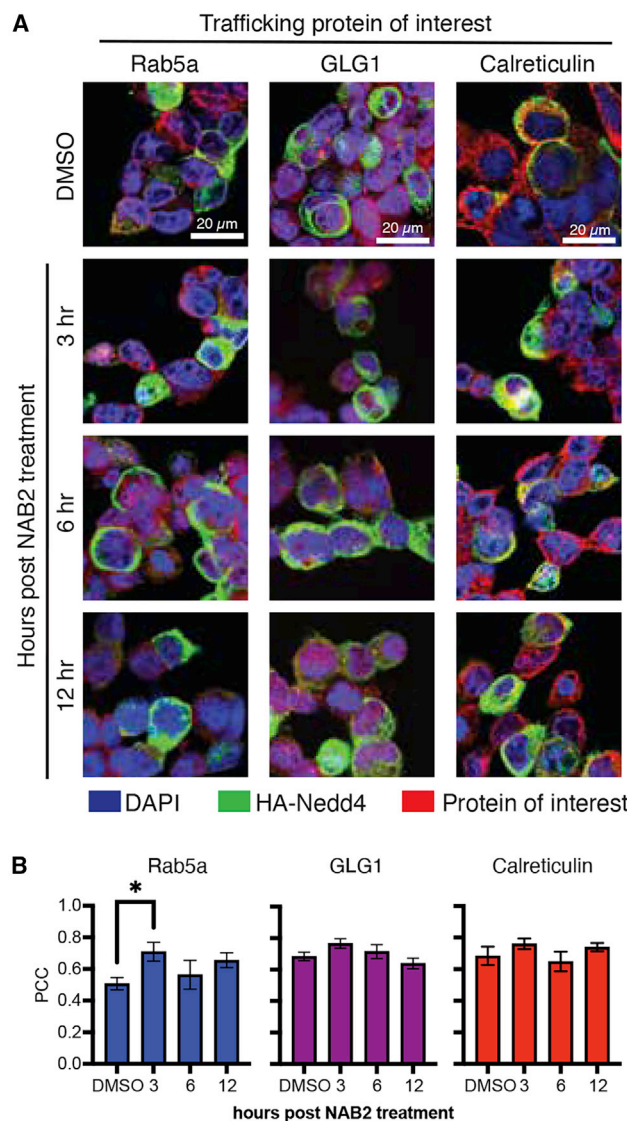 A
Trafficking protein of interest
Rab5a GLG1 Calreticulin
DMSO
20 µm 20 µm 20 µm
Hours post NAB2 treatment
3 hr
6 hr
12 hr
DAPI HA-Nedd4 Protein of interest
B
Rab5a GLG1 Calreticulin
*
PCC
1.0
0.8
0.6
0.4
0.2
0.0
DMSO 3 6 12 DMSO 3 6 12 DMSO 3 6 12
hours post NAB2 treatment